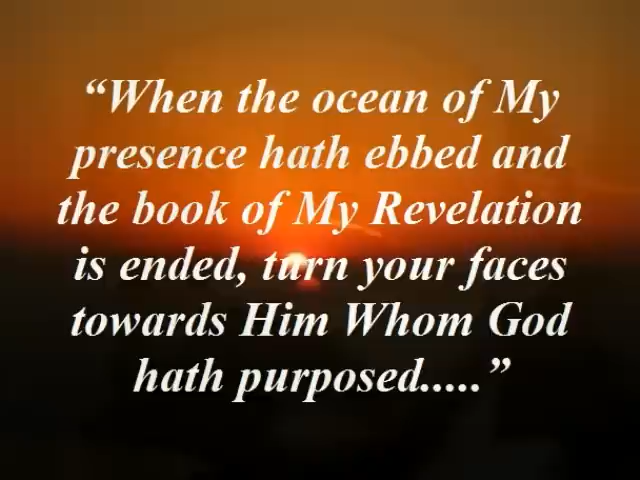 “When the ocean of My
presence hath ebbed and
the book of My Revelation
is ended, turn your faces
towards Him Whom God
hath purposed.....”